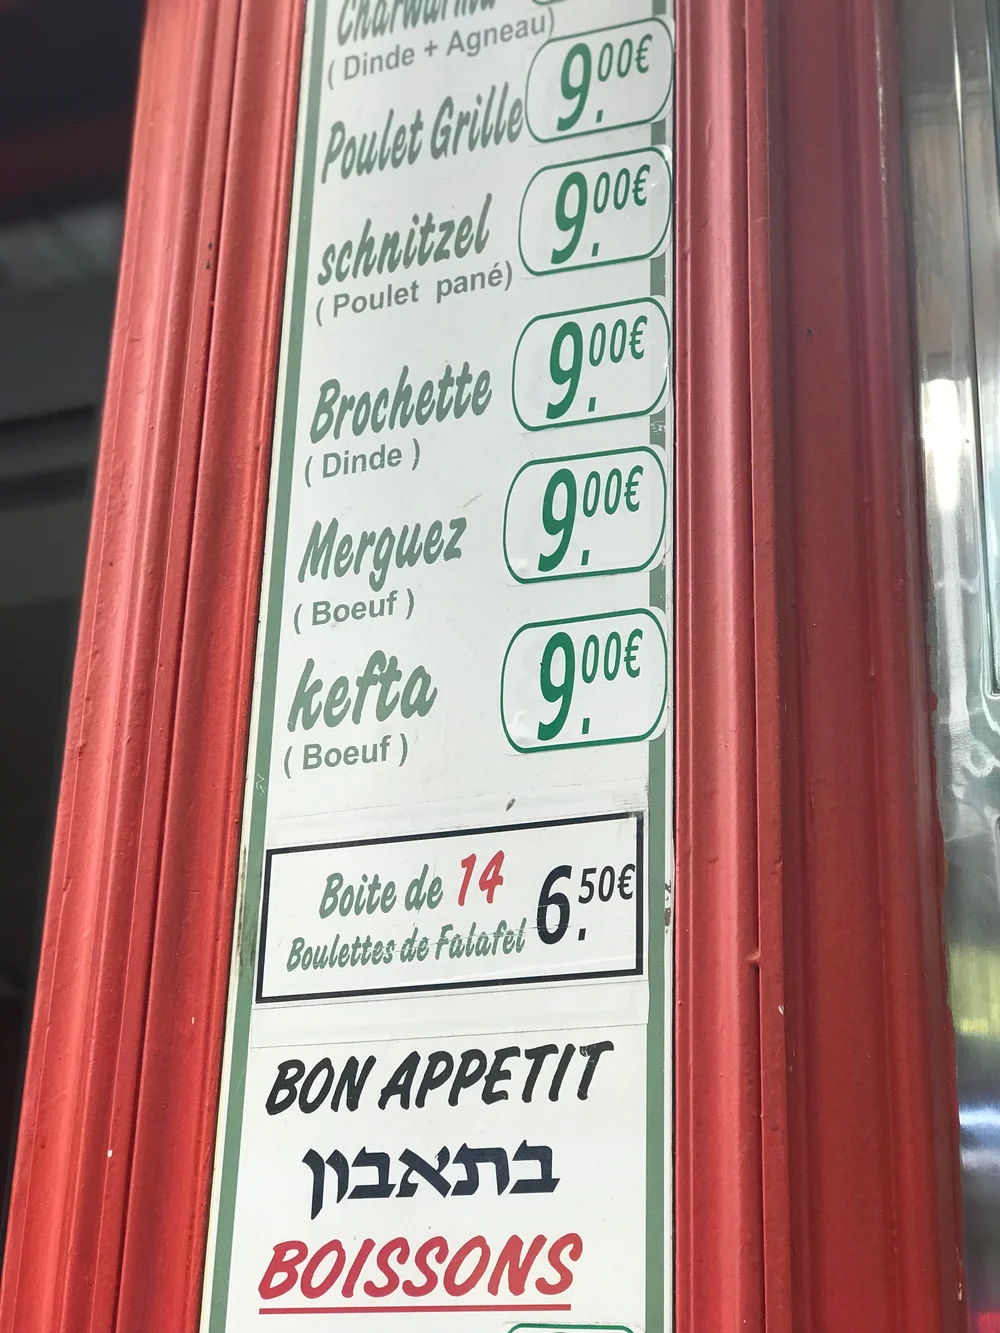 Charwarma
( Dinde + Agneau)
Poulet Grille 9.00€
schnitzel 9.00€
( Poulet pané)
Brochette 9.00€
( Dinde )
Merguez 9.00€
( Boeuf )
kefta 9.00€
( Boeuf )
Boite de 14
Boulettes de Falafel 6.50€
BON APPETIT
בתאבון
BOISSONS